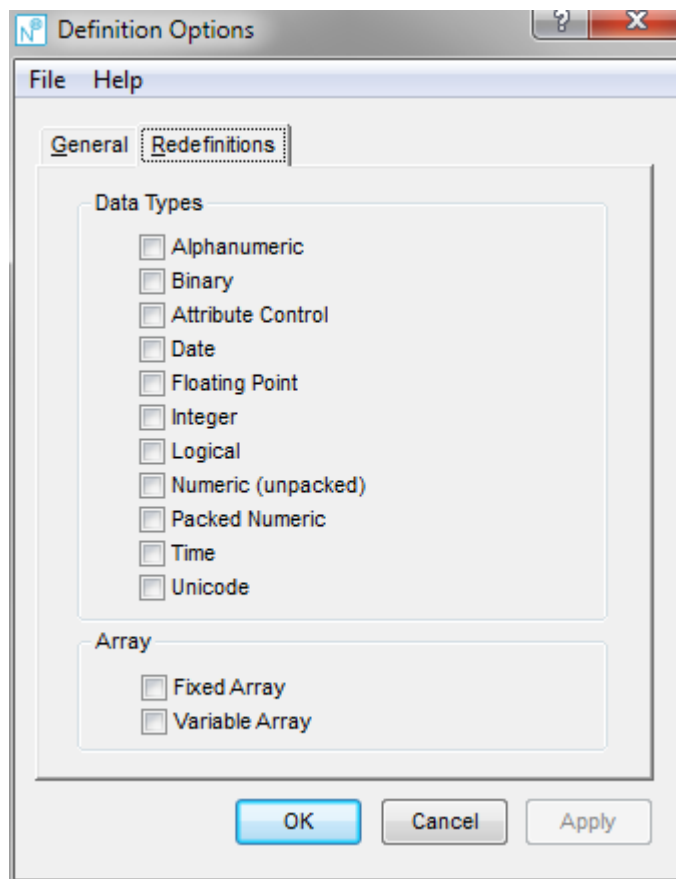 Definition Options
File Help
General Redefinitions
Data Types
Alphanumeric
Binary
Attribute Control
Date
Floating Point
Integer
Logical
Numeric (unpacked)
Packed Numeric
Time
Unicode
Array
Fixed Array
Variable Array
OK Cancel Apply